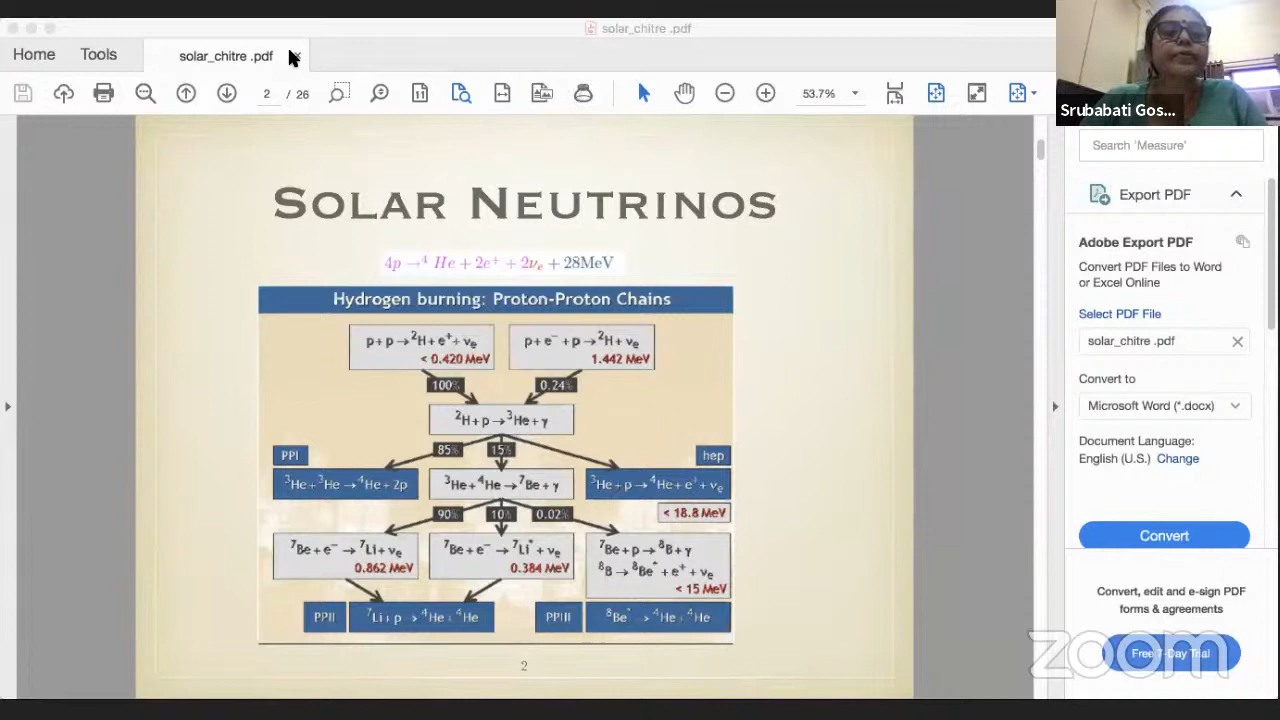 solar_chitre .pdf
Home
Tools
solar_chitre .pdf
2 / 26
53.7%
Srubabati Gos...
Search 'Measure'
Export PDF
Adobe Export PDF
Convert PDF Files to Word
or Excel Online
Select PDF File
solar_chitre .pdf
Convert to
Microsoft Word (*.docx)
Document Language:
English (U.S.) Change
Convert
Convert, edit and e-sign PDF
forms & agreements
Free 7-Day Trial
zoom
SOLAR NEUTRINOS
4p →⁴ He + 2e⁺ + 2νₑ + 28MeV
Hydrogen burning: Proton-Proton Chains
p + p → ²H + e⁺ + νₑ
< 0.420 MeV
p + e⁻ + p → ²H + νₑ
1.442 MeV
100%
0.24%
²H + p → ³He + γ
85%
15%
PPI
hep
³He + ³He → ⁴He + 2p
³He + ⁴He → ⁷Be + γ
³He + p → ⁴He + e⁺ + νₑ
< 18.8 MeV
90%
10%
0.02%
⁷Be + e⁻ → ⁷Li + νₑ
0.862 MeV
⁷Be + e⁻ → ⁷Li* + νₑ
0.384 MeV
⁷Be + p → ⁸B + γ
⁸B → ⁸Be* + e⁺ + νₑ
< 15 MeV
PPII
⁷Li + p → ⁴He + ⁴He
PPIII
⁸Be* → ⁴He + ⁴He
2